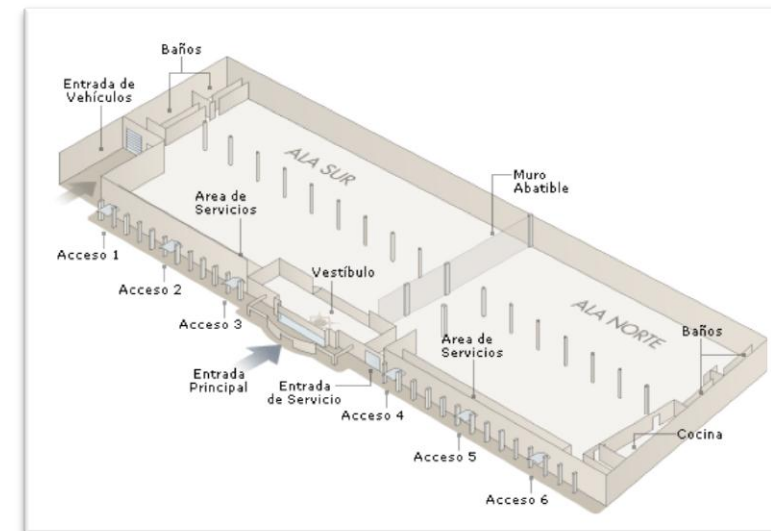 Baños
Entrada de
Vehículos
ALA SUR
Muro
Abatible
Area de
Servicios
Acceso 1
Vestíbulo
Acceso 2
ALA NORTE
Acceso 3
Baños
Area de
Servicios
Entrada
Principal
Entrada
de Servicio
Acceso 4
Cocina
Acceso 5
Acceso 6